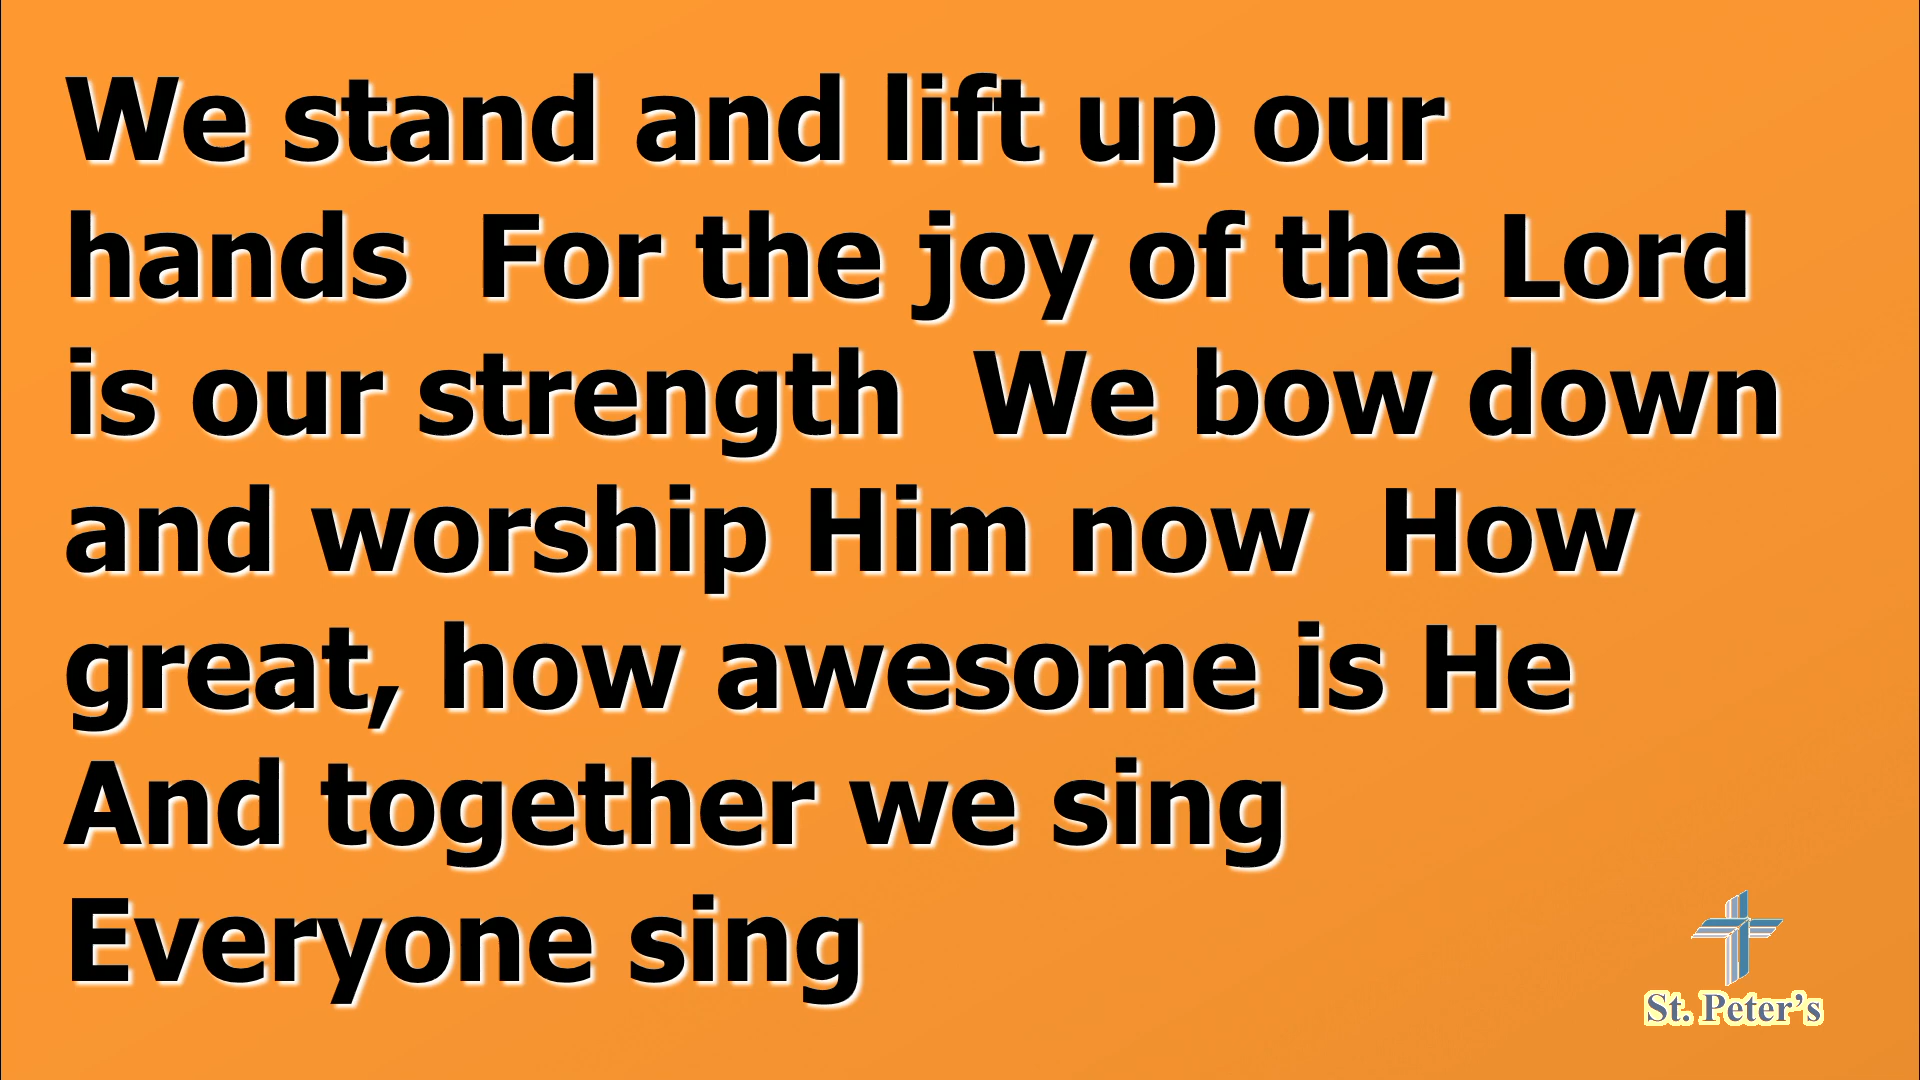 We stand and lift up our
hands  For the joy of the Lord
is our strength  We bow down
and worship Him now  How
great, how awesome is He
And together we sing
Everyone sing
St. Peter’s